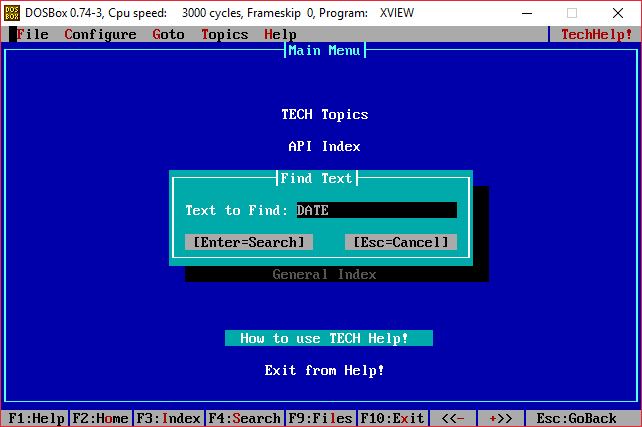 DOS BOX DOSBox 0.74-3, Cpu speed: 3000 cycles, Frameskip 0, Program: XVIEW
File Configure Goto Topics Help TechHelp!
Main Menu
TECH Topics
API Index
Find Text
Text to Find: DATE
[Enter=Search] [Esc=Cancel]
General Index
How to use TECH Help!
Exit from Help!
F1:Help F2:Home F3:Index F4:Search F9:Files F10:Exit <<- +>> Esc:GoBack